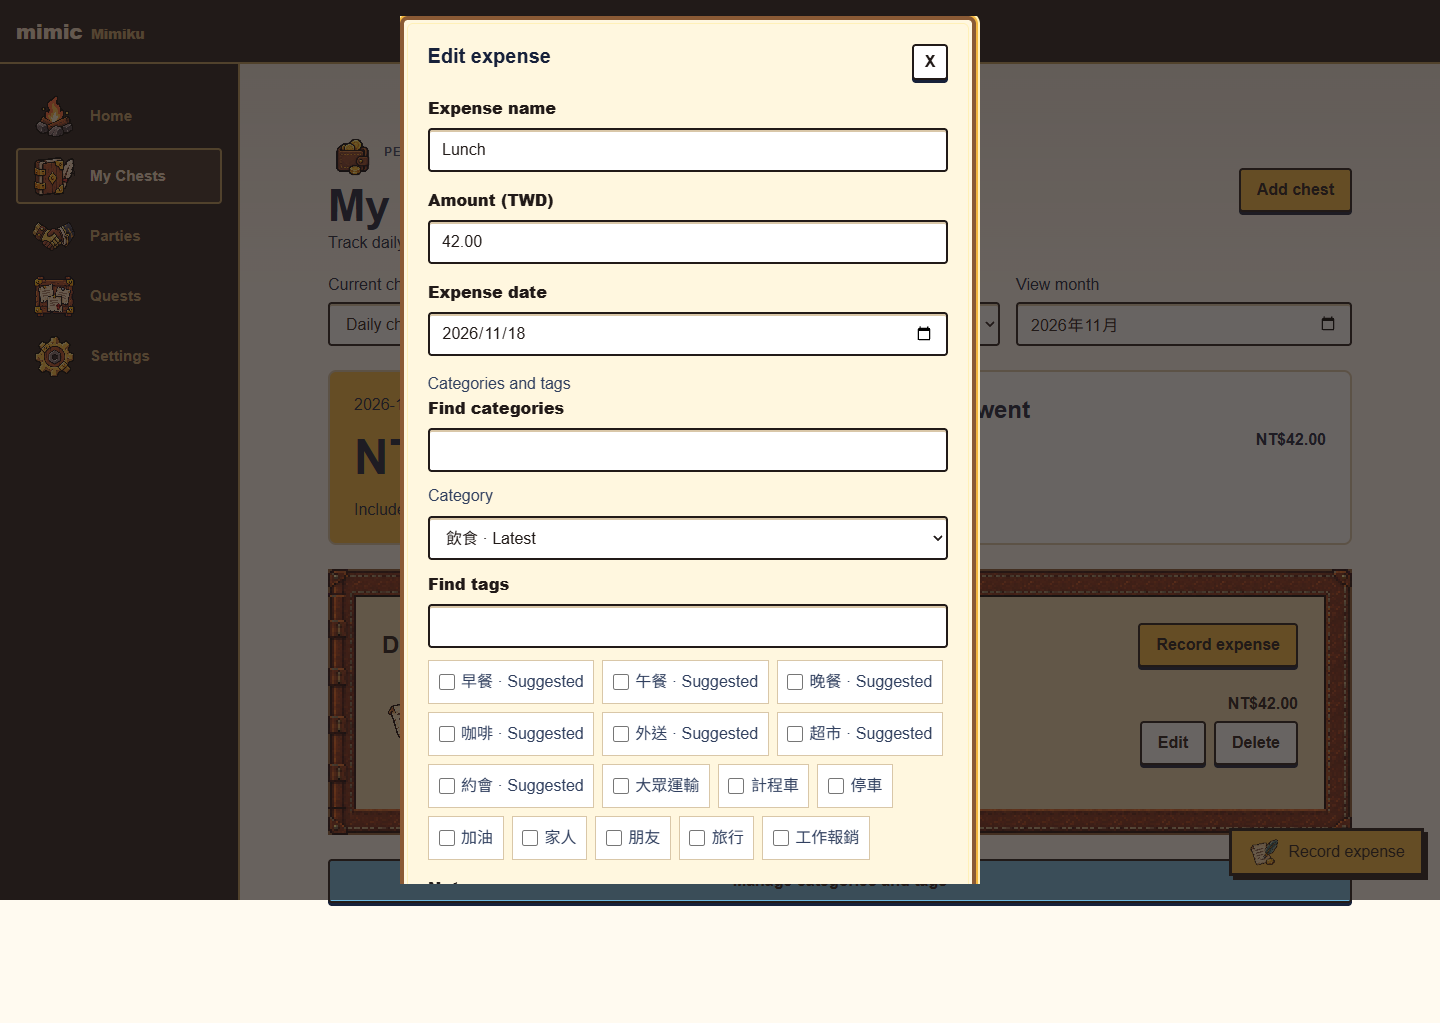 mimic Mimiku
Home
My Chests
Parties
Quests
Settings
PE
My
Track daily
Add chest
Current ch
Daily ch
View month
2026年11月
2026-1
NT
Include
went
NT$42.00
D
Record expense
NT$42.00
Edit
Delete
Record expense
Edit expense
X
Expense name
Lunch
Amount (TWD)
42.00
Expense date
2026/11/18
Categories and tags
Find categories
Category
飲食 · Latest
Find tags
早餐 · Suggested
午餐 · Suggested
晚餐 · Suggested
咖啡 · Suggested
外送 · Suggested
超市 · Suggested
約會 · Suggested
大眾運輸
計程車
停車
加油
家人
朋友
旅行
工作報銷
Manage categories and tags